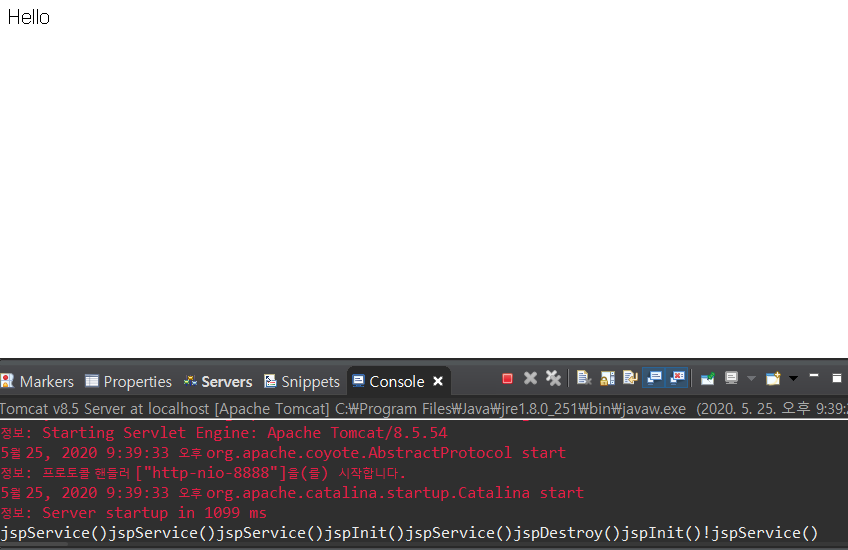 Hello
Markers Properties Servers Snippets Console
Tomcat v8.5 Server at localhost [Apache Tomcat] C:₩Program Files₩Java₩jre1.8.0_251₩bin₩javaw.exe (2020. 5. 25. 오후 9:39:
정보: Starting Servlet Engine: Apache Tomcat/8.5.54
5월 25, 2020 9:39:33 오후 org.apache.coyote.AbstractProtocol start
정보: 프로토콜 핸들러 ["http-nio-8888"]을(를) 시작합니다.
5월 25, 2020 9:39:33 오후 org.apache.catalina.startup.Catalina start
정보: Server startup in 1099 ms
jspService()jspService()jspService()jspInit()jspService()jspDestroy()jspInit()!jspService()